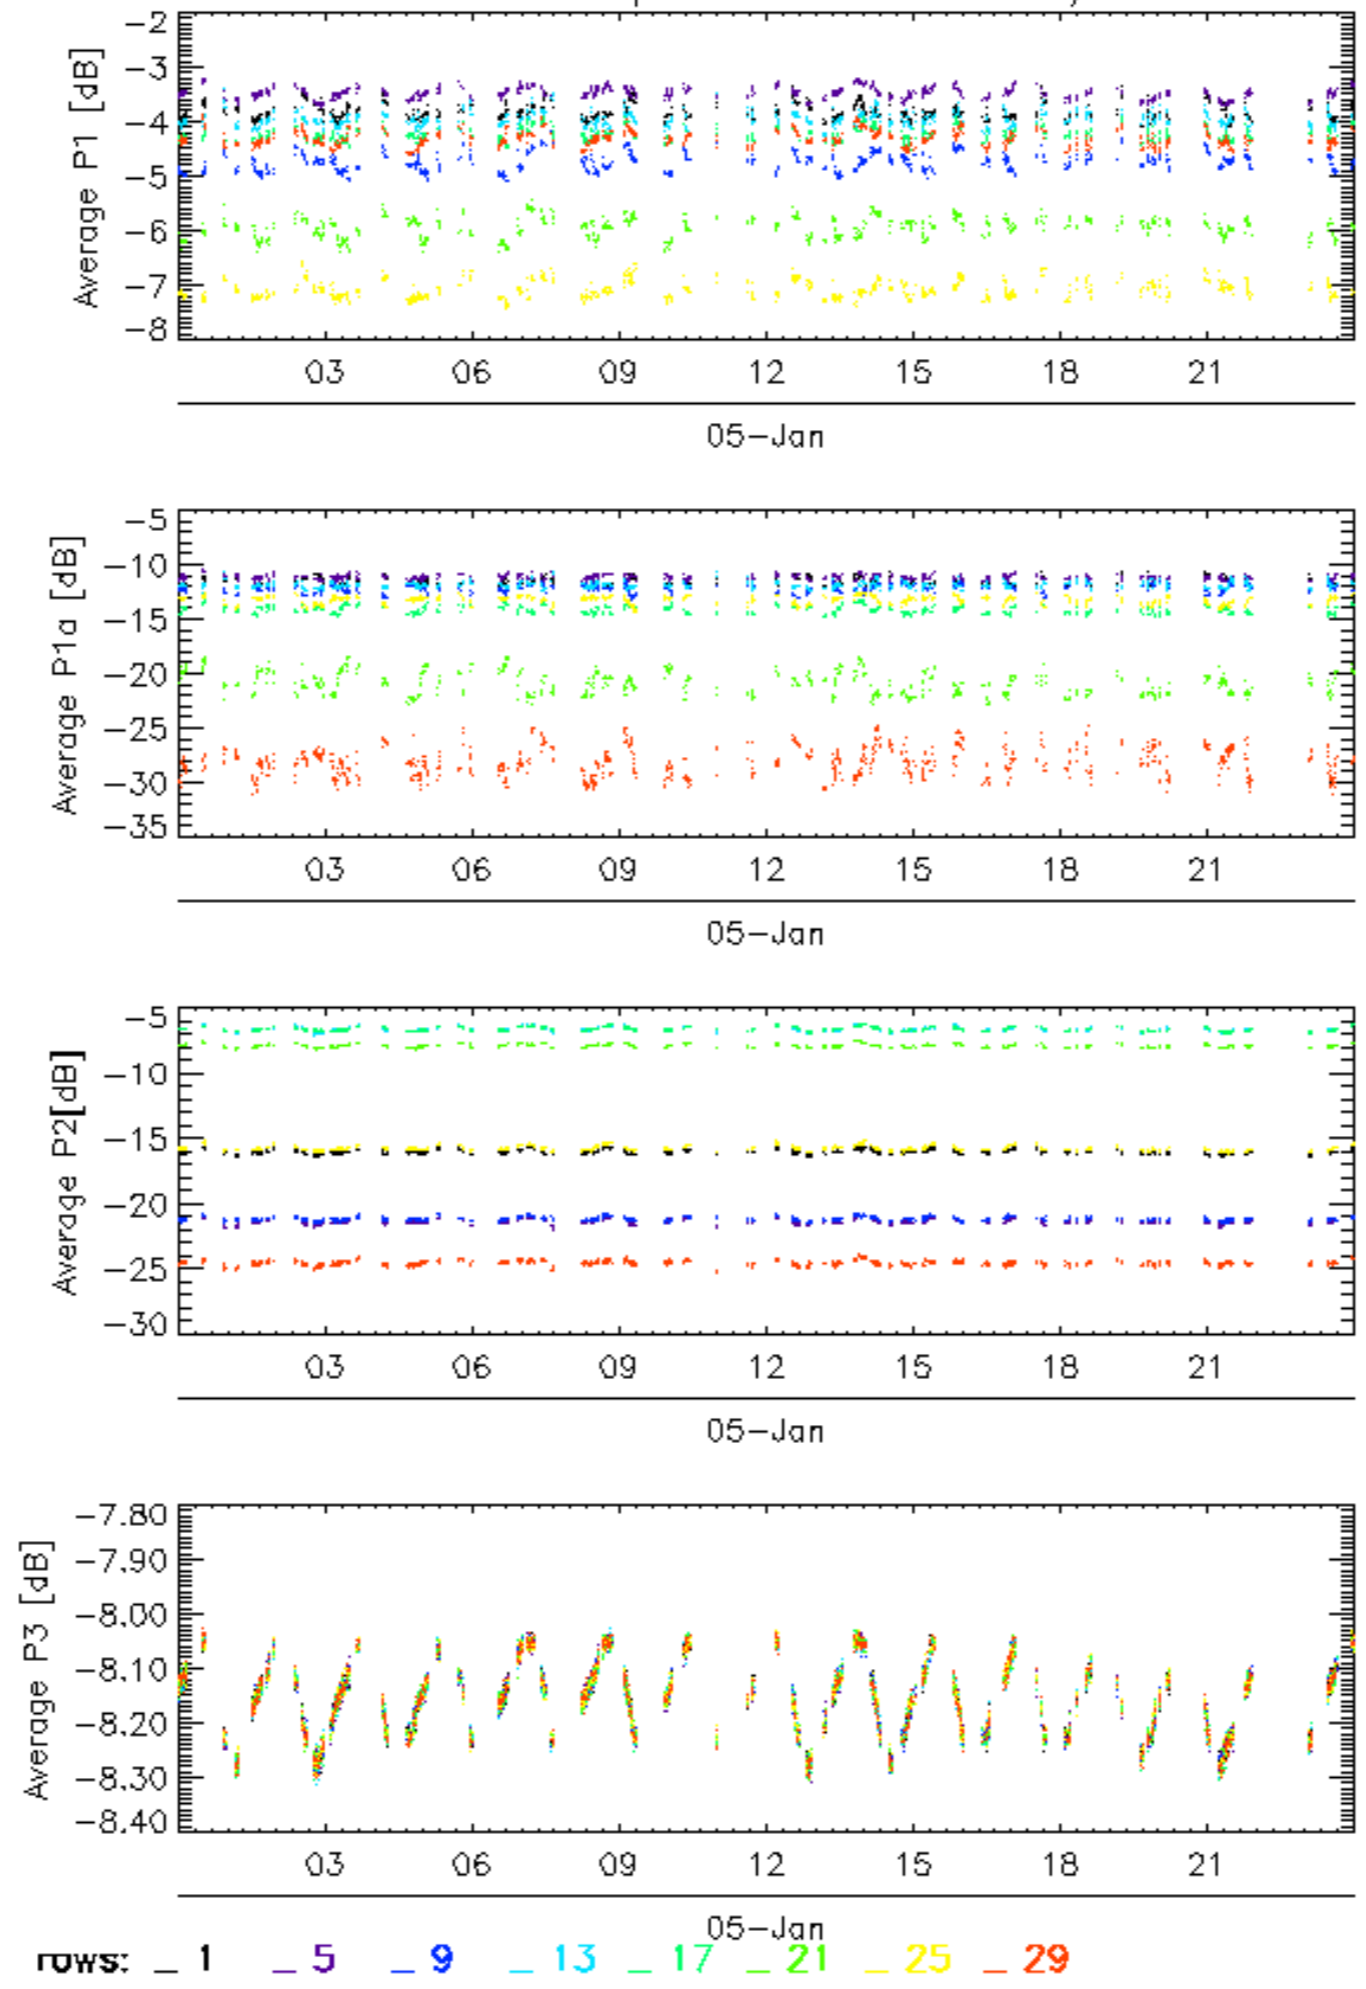 Average P1 [dB]
-2
-3
-4
-5
-6
-7
-8
03 06 09 12 15 18 21
05-Jan
Average P1a [dB]
-5
-10
-15
-20
-25
-30
-35
03 06 09 12 15 18 21
05-Jan
Average P2[dB]
-5
-10
-15
-20
-25
-30
03 06 09 12 15 18 21
05-Jan
Average P3 [dB]
-7.80
-7.90
-8.00
-8.10
-8.20
-8.30
-8.40
03 06 09 12 15 18 21
05-Jan
rows: _ 1 _ 5 _ 9 _ 13 _ 17 _ 21 _ 25 _ 29